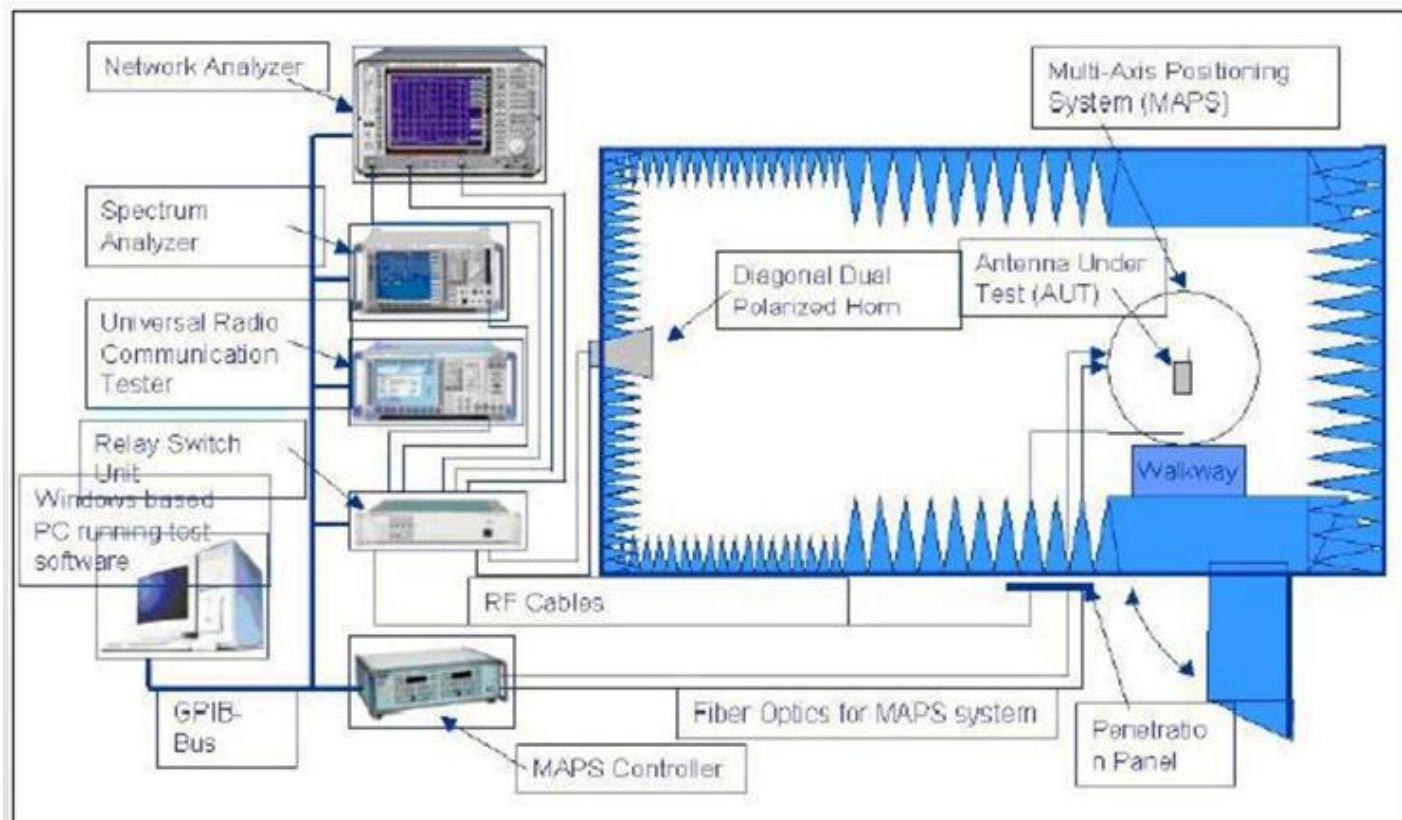 Network Analyzer
Multi-Axis Positioning
System (MAPS)
Spectrum
Analyzer
Diagonal Dual
Polarized Horn
Antenna Under
Test (AUT)
Universal Radio
Communication
Tester
Relay Switch
Unit
Walkway
Windows based
PC running test
software
RF Cables
GPIB-
Bus
Fiber Optics for MAPS system
Penetratio
n Panel
MAPS Controller